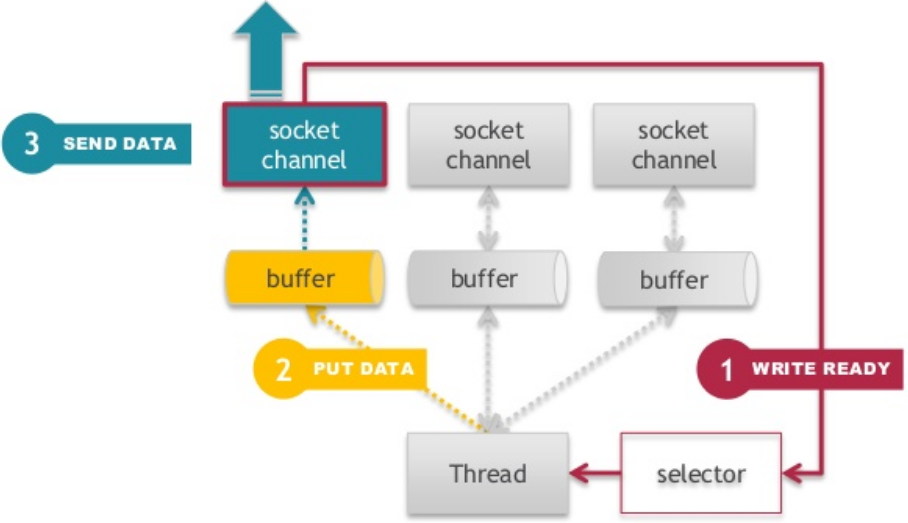 socket
channel
socket
channel
socket
channel
3 SEND DATA
buffer
buffer
buffer
2 PUT DATA
1 WRITE READY
Thread
selector